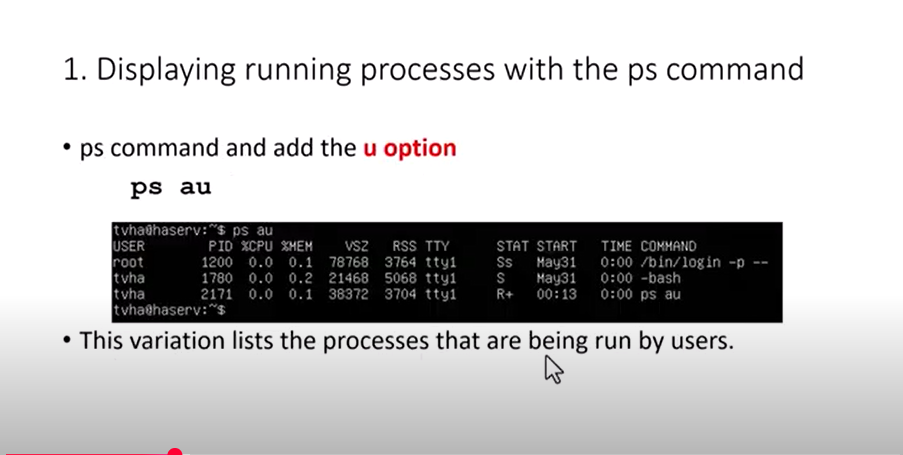 1. Displaying running processes with the ps command
• ps command and add the u option
ps au
tvha@haserv:~$ ps au
USER PID %CPU %MEM VSZ RSS TTY STAT START TIME COMMAND
root 1200 0.0 0.1 78768 3764 tty1 Ss May31 0:00 /bin/login -p --
tvha 1780 0.0 0.2 21468 5068 tty1 S May31 0:00 -bash
tvha 2171 0.0 0.1 38372 3704 tty1 R+ 00:13 0:00 ps au
tvha@haserv:~$
• This variation lists the processes that are being run by users.